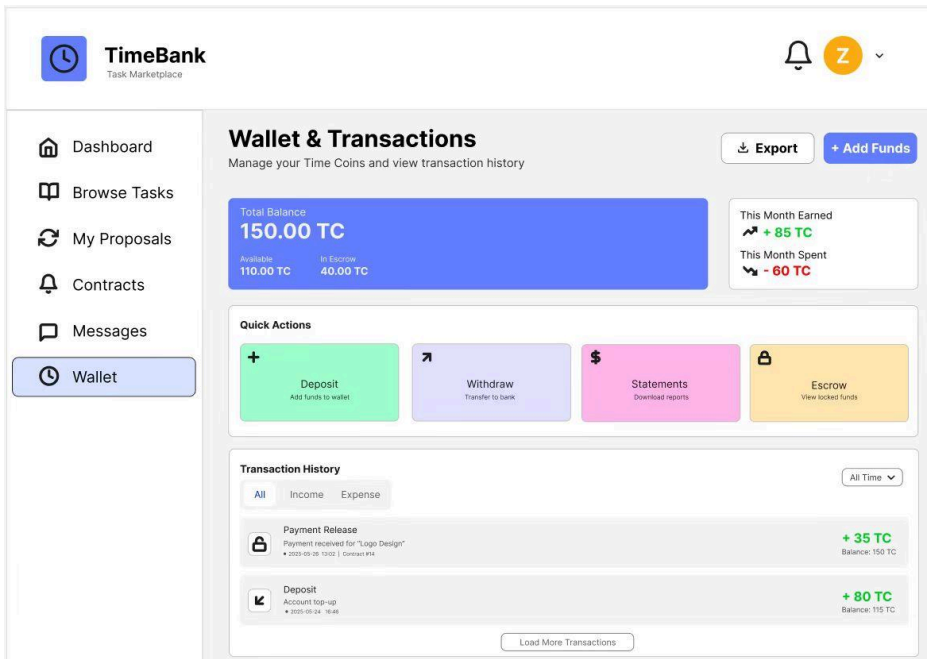 TimeBank
Task Marketplace
Z
Dashboard
Browse Tasks
My Proposals
Contracts
Messages
Wallet
Wallet & Transactions
Manage your Time Coins and view transaction history
Export
+ Add Funds
Total Balance
150.00 TC
Available
In Escrow
110.00 TC
40.00 TC
This Month Earned
+ 85 TC
This Month Spent
- 60 TC
Quick Actions
Deposit
Add funds to wallet
Withdraw
Transfer to bank
$
Statements
Download reports
Escrow
View locked funds
Transaction History
All Time
All
Income
Expense
Payment Release
Payment received for "Logo Design"
Contract #14
+ 35 TC
Balance: 150 TC
Deposit
Account top-up
+ 80 TC
Balance: 115 TC
Load More Transactions